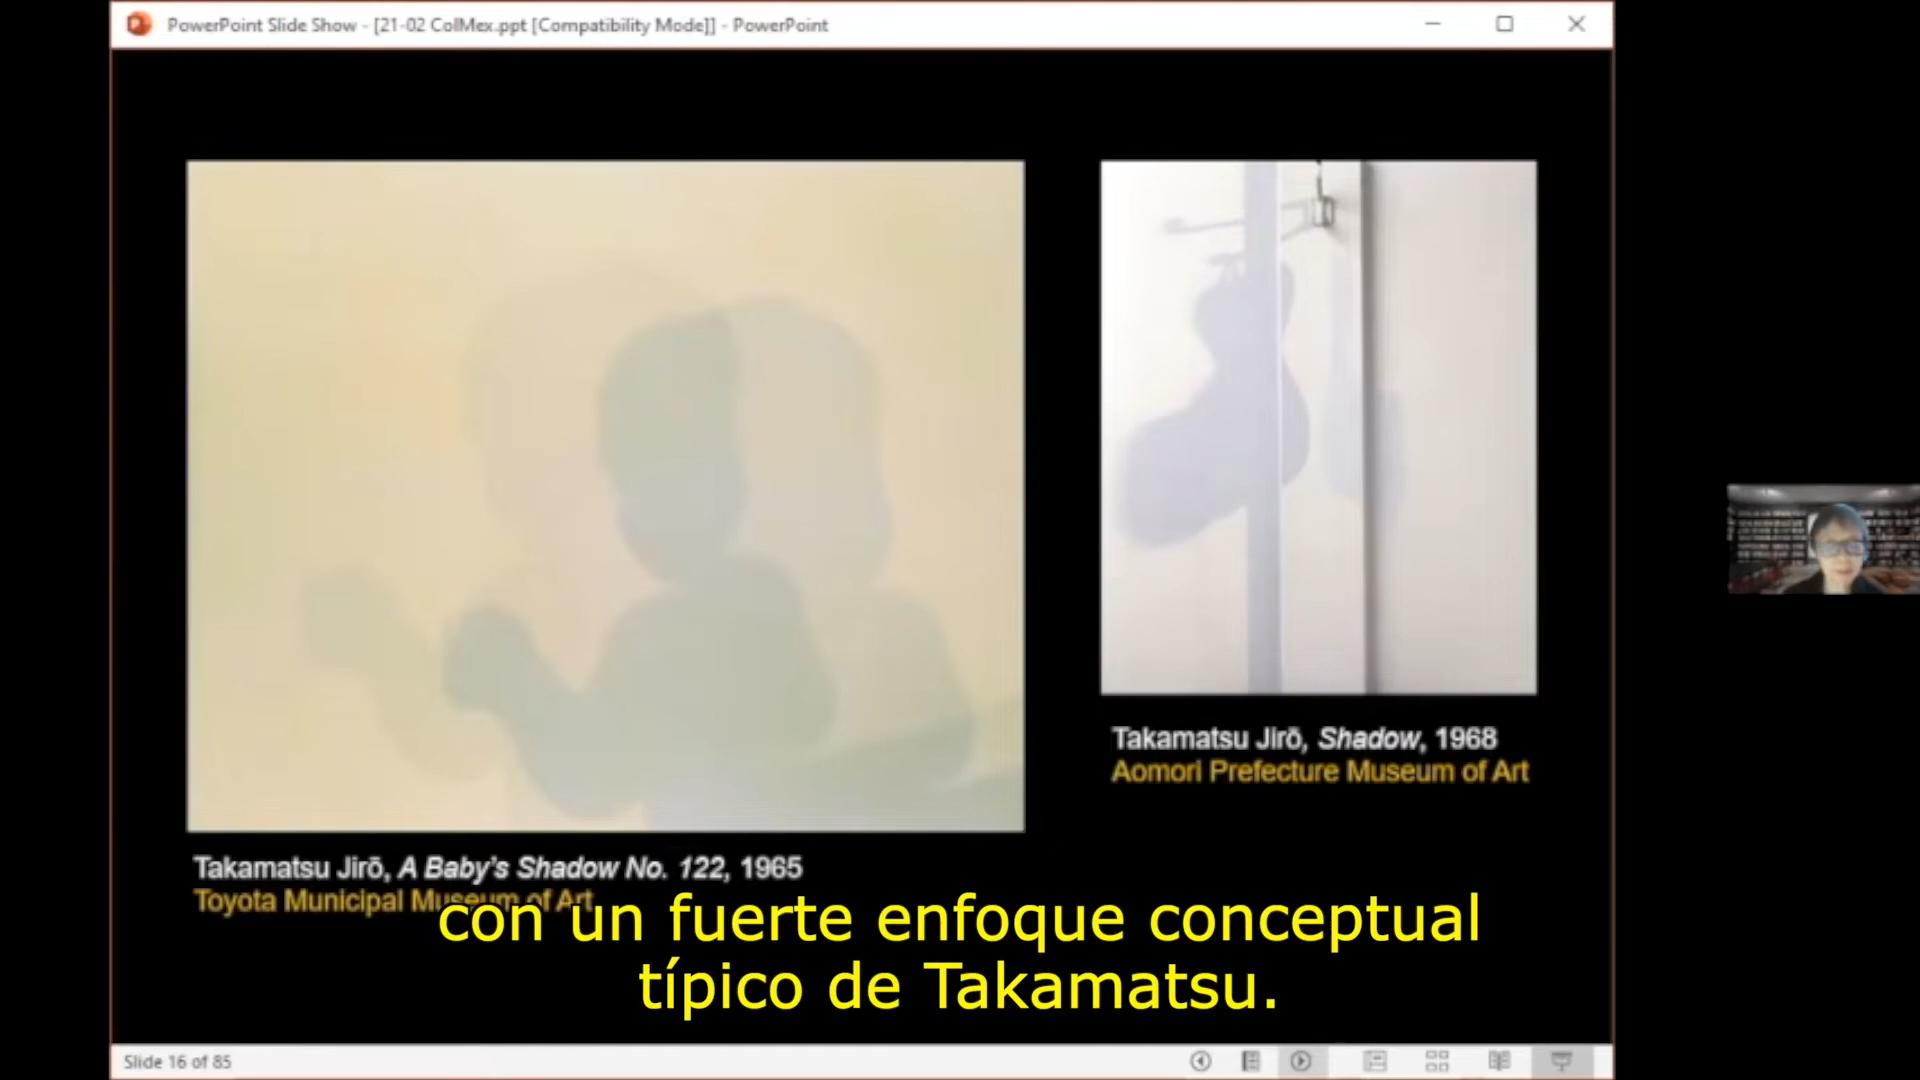 PowerPoint Slide Show - [21-02 ColMex.ppt [Compatibility Mode]] - PowerPoint
Takamatsu Jirō, Shadow, 1968
Aomori Prefecture Museum of Art
Takamatsu Jirō, A Baby's Shadow No. 122, 1965
Toyota Municipal Museum of Art
con un fuerte enfoque conceptual
típico de Takamatsu.
Slide 16 of 85